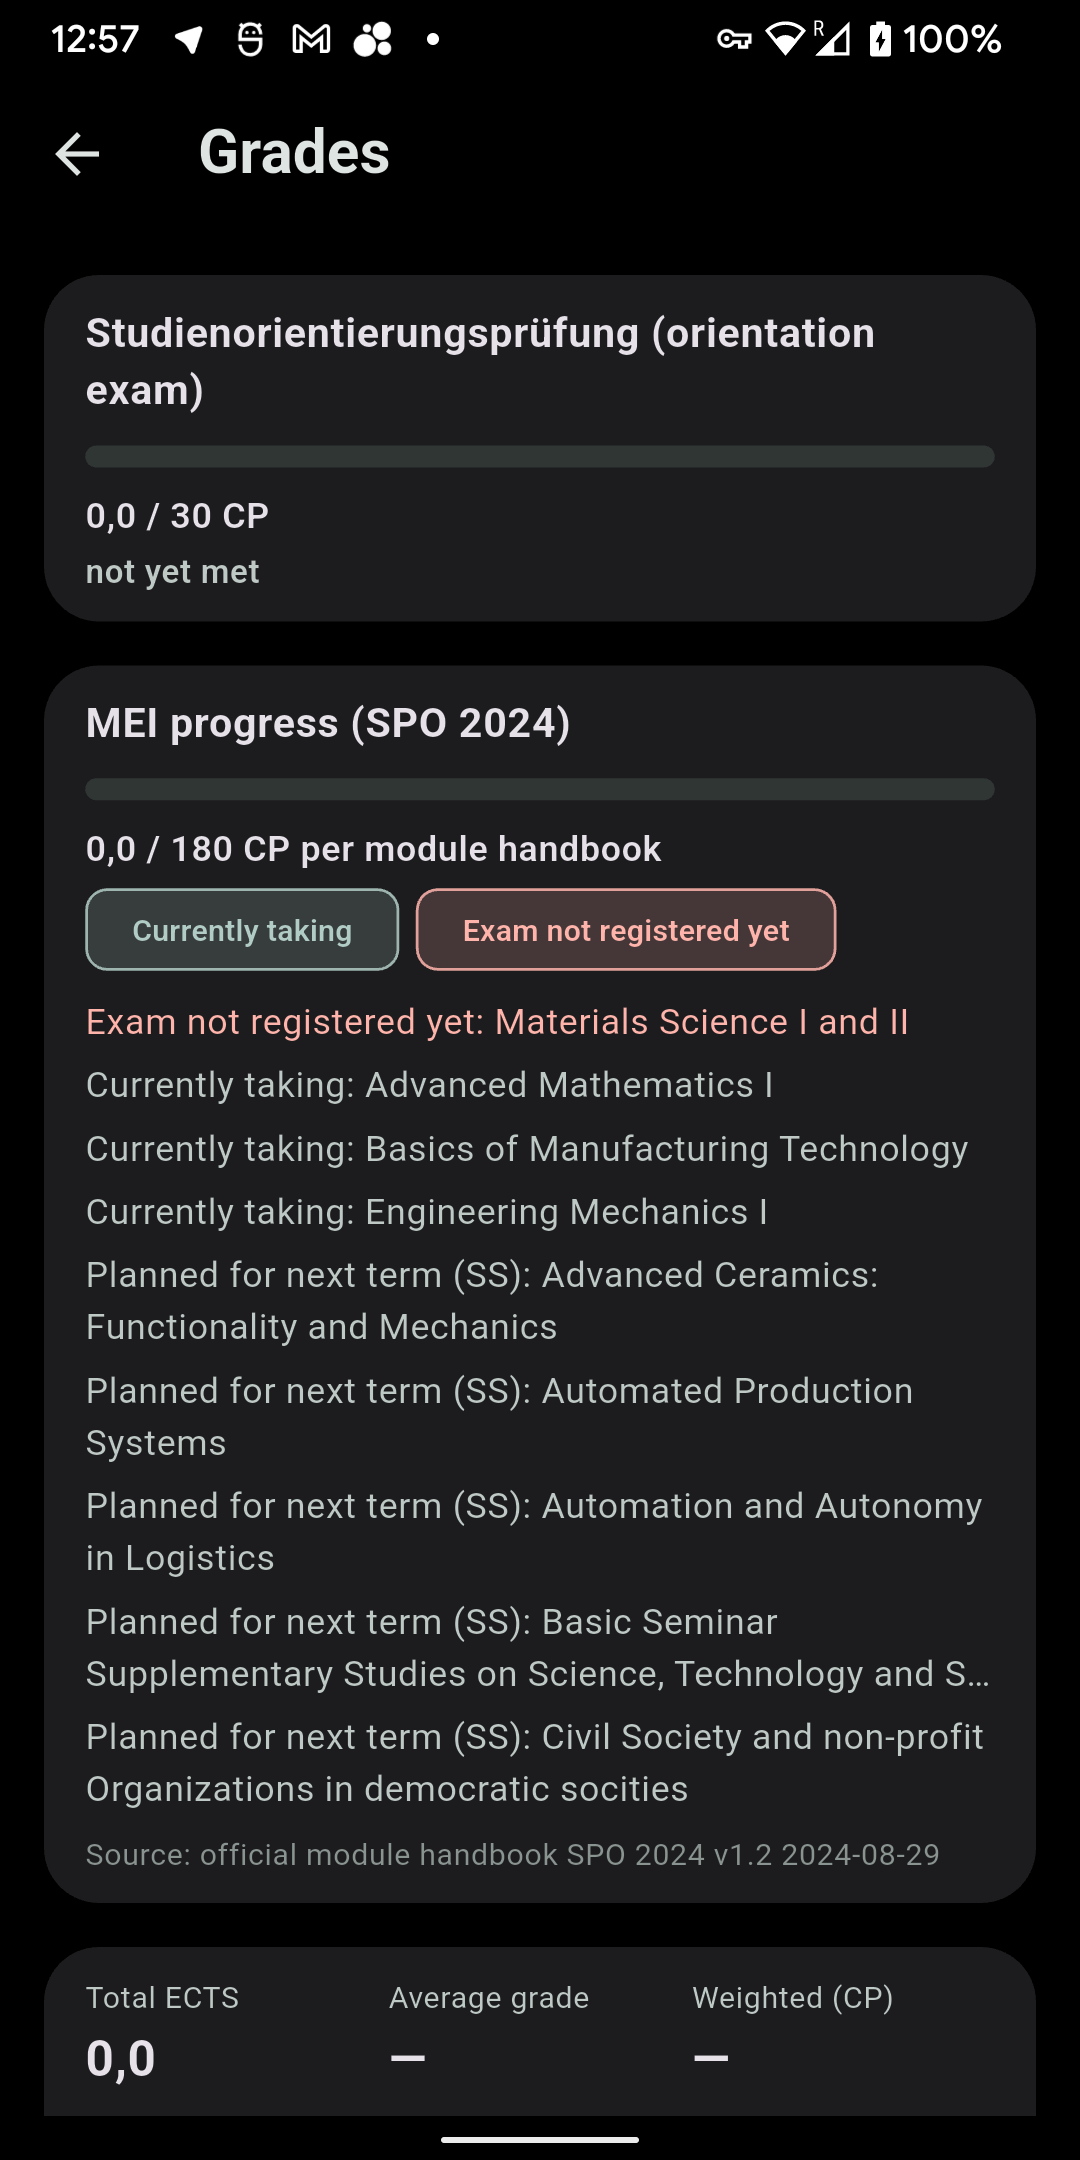 12:57
R
100%
Grades
Studienorientierungsprüfung (orientation
exam)
0,0 / 30 CP
not yet met
MEI progress (SPO 2024)
0,0 / 180 CP per module handbook
Currently taking
Exam not registered yet
Exam not registered yet: Materials Science I and II
Currently taking: Advanced Mathematics I
Currently taking: Basics of Manufacturing Technology
Currently taking: Engineering Mechanics I
Planned for next term (SS): Advanced Ceramics:
Functionality and Mechanics
Planned for next term (SS): Automated Production
Systems
Planned for next term (SS): Automation and Autonomy
in Logistics
Planned for next term (SS): Basic Seminar
Supplementary Studies on Science, Technology and S…
Planned for next term (SS): Civil Society and non-profit
Organizations in democratic socities
Source: official module handbook SPO 2024 v1.2 2024-08-29
Total ECTS
Average grade
Weighted (CP)
0,0
—
—